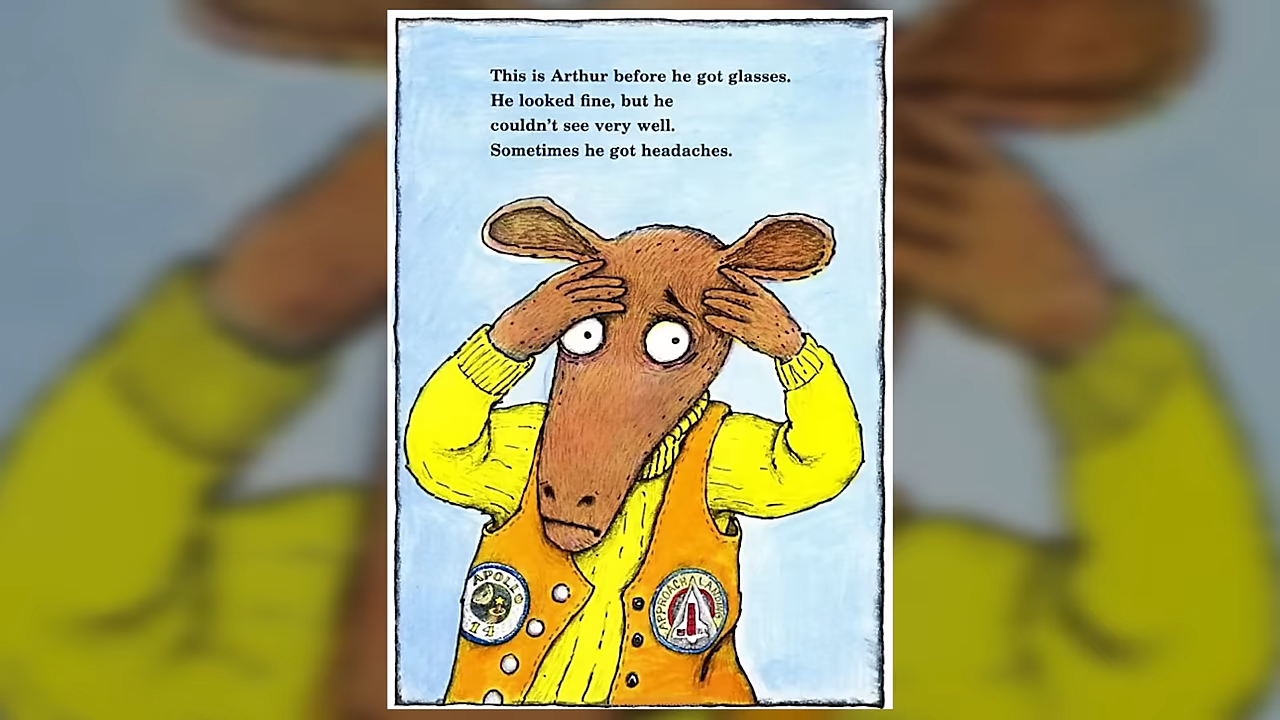 This is Arthur before he got glasses.
He looked fine, but he
couldn't see very well.
Sometimes he got headaches.
APOLLO
14
APPROACH LANDING